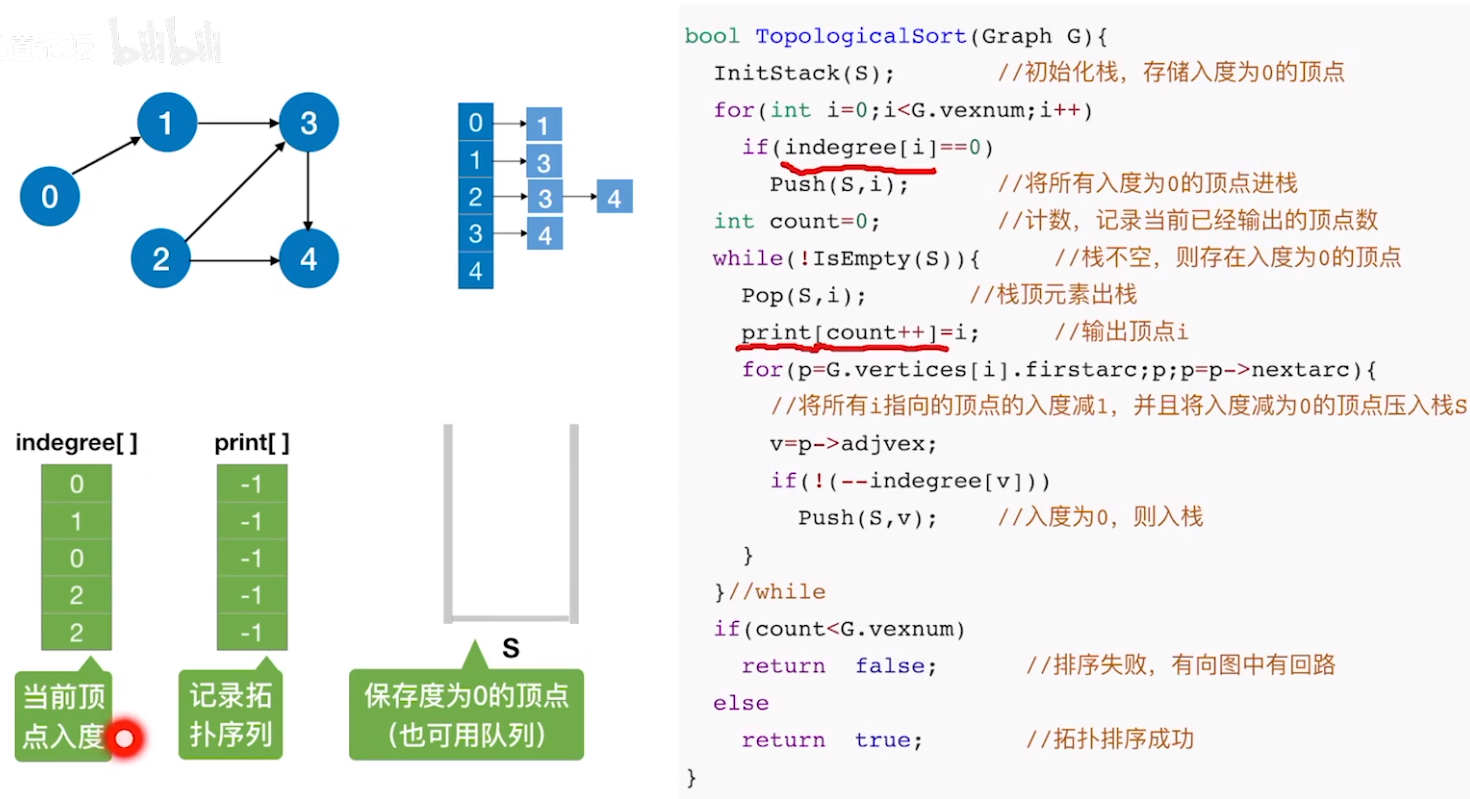 bilibili
1
3
0
2
4
0 1
1 3
2 3 4
3 4
4
indegree[ ]
0
1
0
2
2
当前顶
点入度
print[ ]
-1
-1
-1
-1
-1
记录拓
扑序列
S
保存度为0的顶点
（也可用队列）
bool TopologicalSort(Graph G){
InitStack(S); //初始化栈，存储入度为0的顶点
for(int i=0;i<G.vexnum;i++)
if(indegree[i]==0)
Push(S,i); //将所有入度为0的顶点进栈
int count=0; //计数，记录当前已经输出的顶点数
while(!IsEmpty(S)){ //栈不空，则存在入度为0的顶点
Pop(S,i); //栈顶元素出栈
print[count++]=i; //输出顶点i
for(p=G.vertices[i].firstarc;p;p=p->nextarc){
//将所有i指向的顶点的入度减1，并且将入度减为0的顶点压入栈S
v=p->adjvex;
if(!(--indegree[v]))
Push(S,v); //入度为0，则入栈
}
}//while
if(count<G.vexnum)
return false; //排序失败，有向图中有回路
else
return true; //拓扑排序成功
}